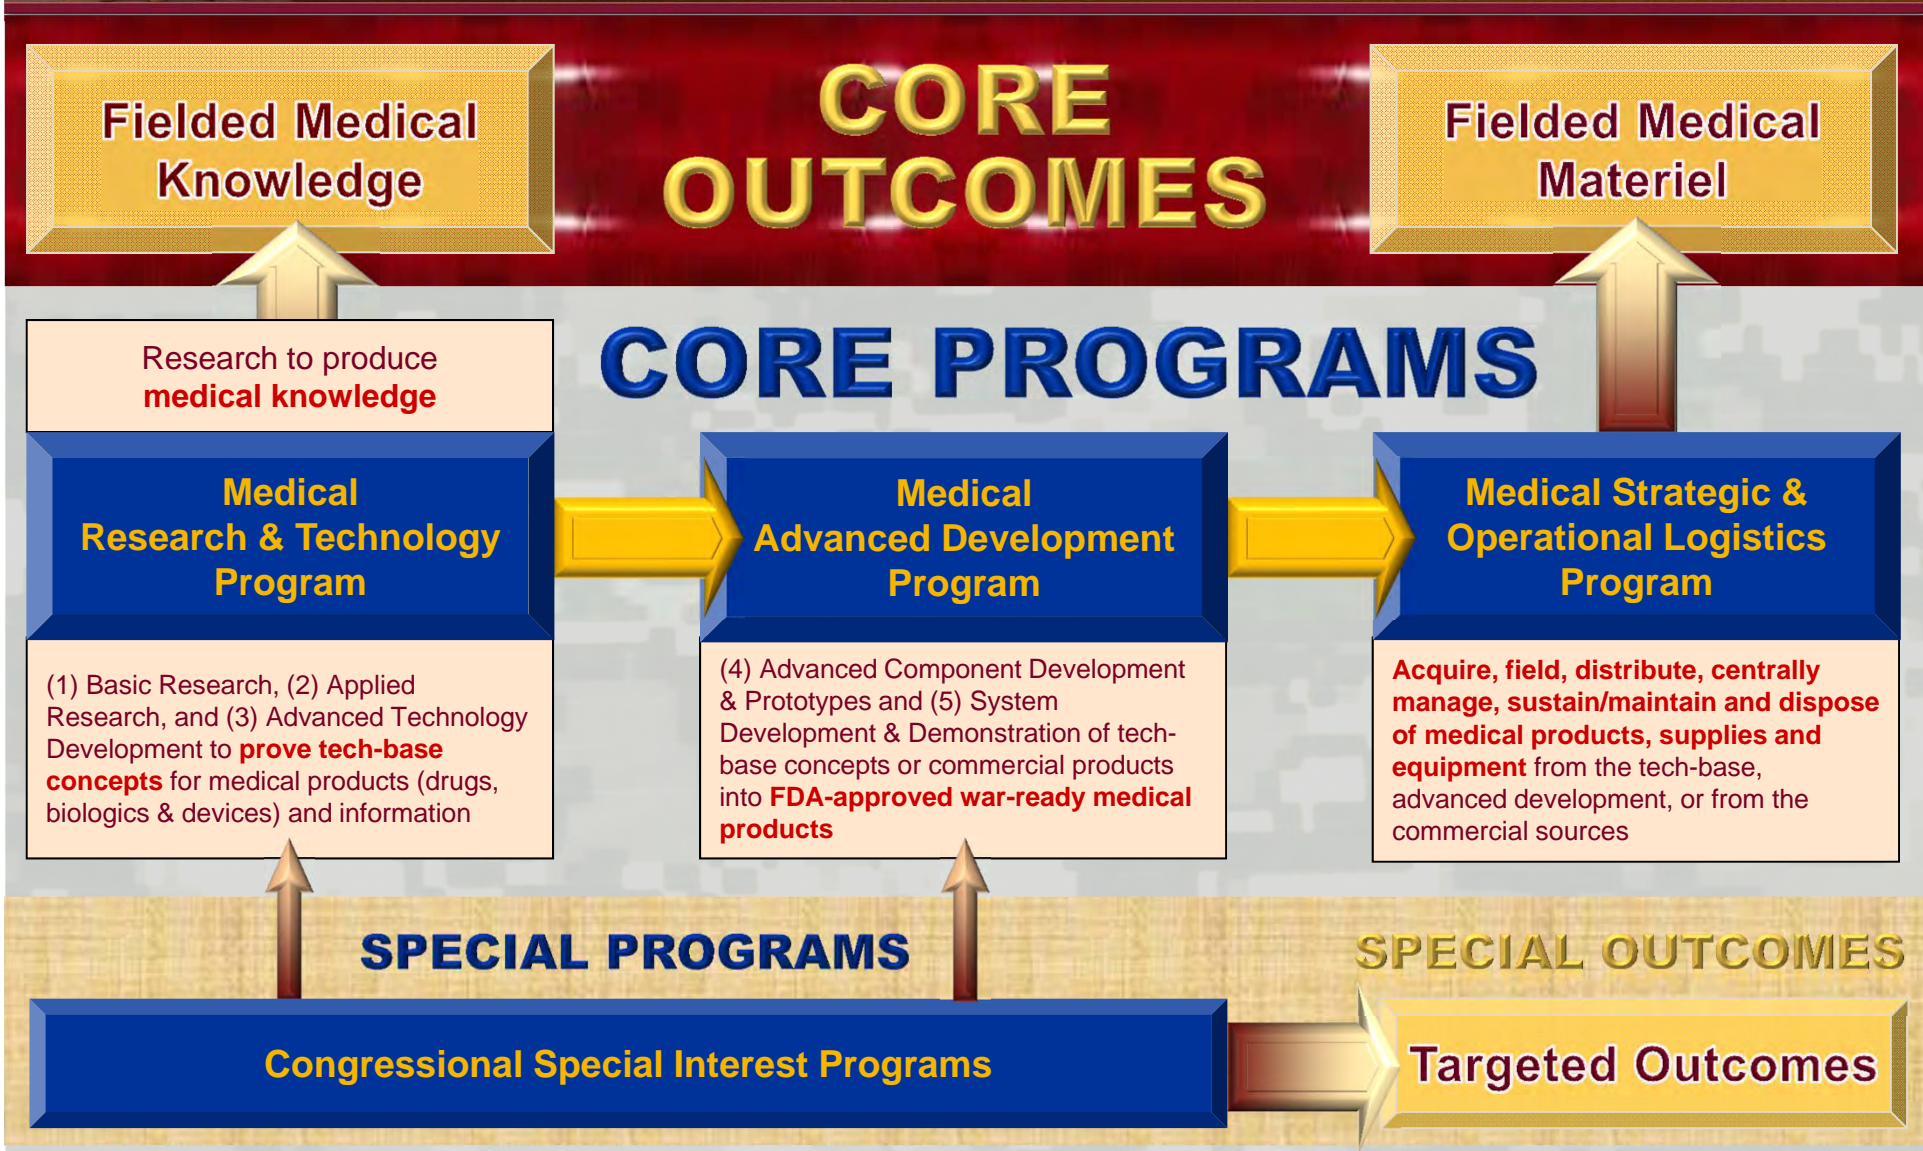 CORE
OUTCOMES
Fielded Medical
Knowledge
Fielded Medical
Materiel
CORE PROGRAMS
Research to produce
medical knowledge
Medical
Research & Technology
Program
(1) Basic Research, (2) Applied
Research, and (3) Advanced Technology
Development to prove tech-base
concepts for medical products (drugs,
biologics & devices) and information
Medical
Advanced Development
Program
(4) Advanced Component Development
& Prototypes and (5) System
Development & Demonstration of tech-
base concepts or commercial products
into FDA-approved war-ready medical
products
Medical Strategic &
Operational Logistics
Program
Acquire, field, distribute, centrally
manage, sustain/maintain and dispose
of medical products, supplies and
equipment from the tech-base,
advanced development, or from the
commercial sources
SPECIAL PROGRAMS
SPECIAL OUTCOMES
Congressional Special Interest Programs
Targeted Outcomes